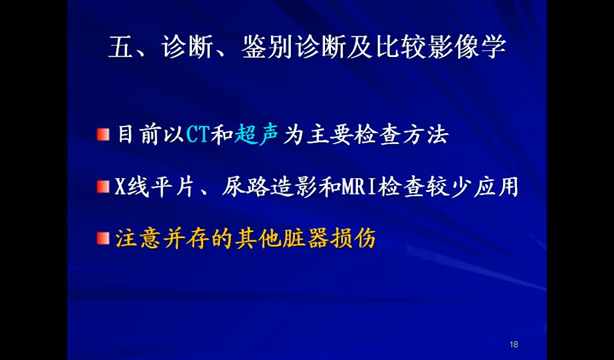 五、诊断、鉴别诊断及比较影像学
目前以CT和超声为主要检查方法
X线平片、尿路造影和MRI检查较少应用
注意并存的其他脏器损伤
18